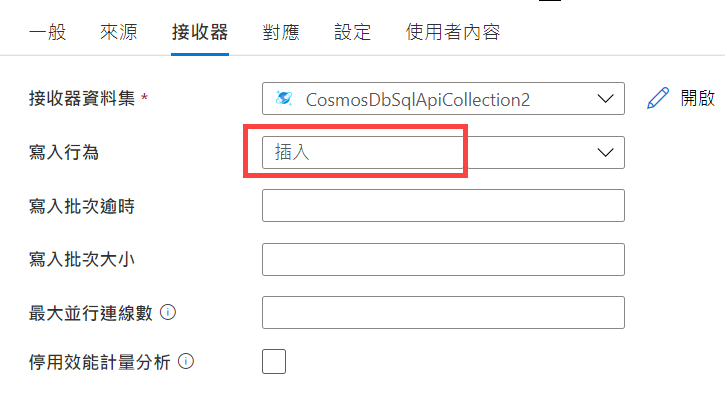 一般 來源 接收器 對應 設定 使用者內容
接收器資料集 * CosmosDbSqlApiCollection2 開啟
寫入行為 插入
寫入批次逾時
寫入批次大小
最大並行連線數
停用效能計量分析